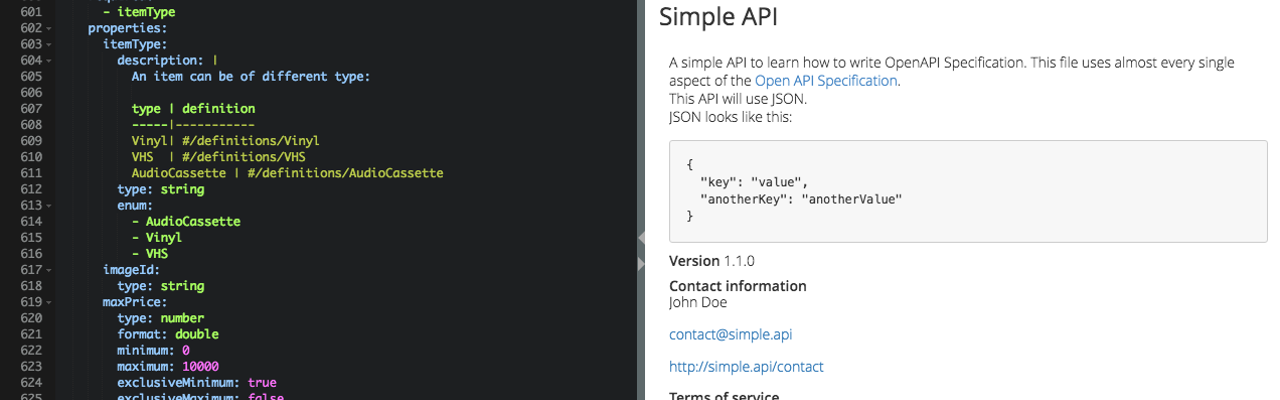 601 - itemType
602 properties:
603 itemType:
604 description: |
605 An item can be of different type:
606
607 type | definition
608 -----|-----------
609 Vinyl| #/definitions/Vinyl
610 VHS  | #/definitions/VHS
611 AudioCassette | #/definitions/AudioCassette
612 type: string
613 enum:
614 - AudioCassette
615 - Vinyl
616 - VHS
617 imageId:
618 type: string
619 maxPrice:
620 type: number
621 format: double
622 minimum: 0
623 maximum: 10000
624 exclusiveMinimum: true
625 exclusiveMaximum: false
Simple API
A simple API to learn how to write OpenAPI Specification. This file uses almost every single
aspect of the Open API Specification.
This API will use JSON.
JSON looks like this:
{
"key": "value",
"anotherKey": "anotherValue"
}
Version 1.1.0
Contact information
John Doe
contact@simple.api
http://simple.api/contact
Terms of service